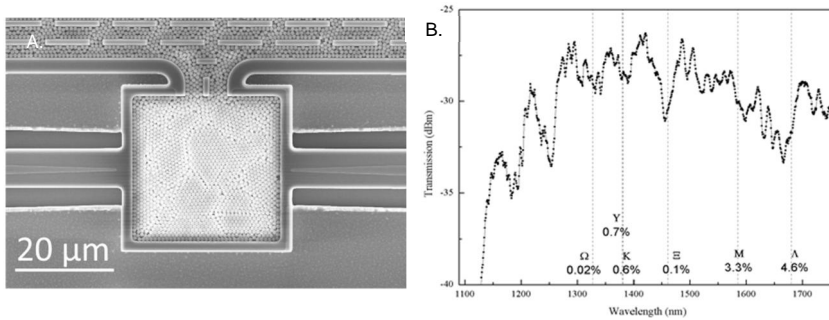 A.
20 µm
B.
-25
-30
-35
-40
Transmission (dBm)
Υ
0.7%
Ω
Κ
Ξ
Μ
Λ
0.02%
0.6%
0.1%
3.3%
4.6%
1090
1200
1300
1400
1500
1600
1700
Wavelength (nm)